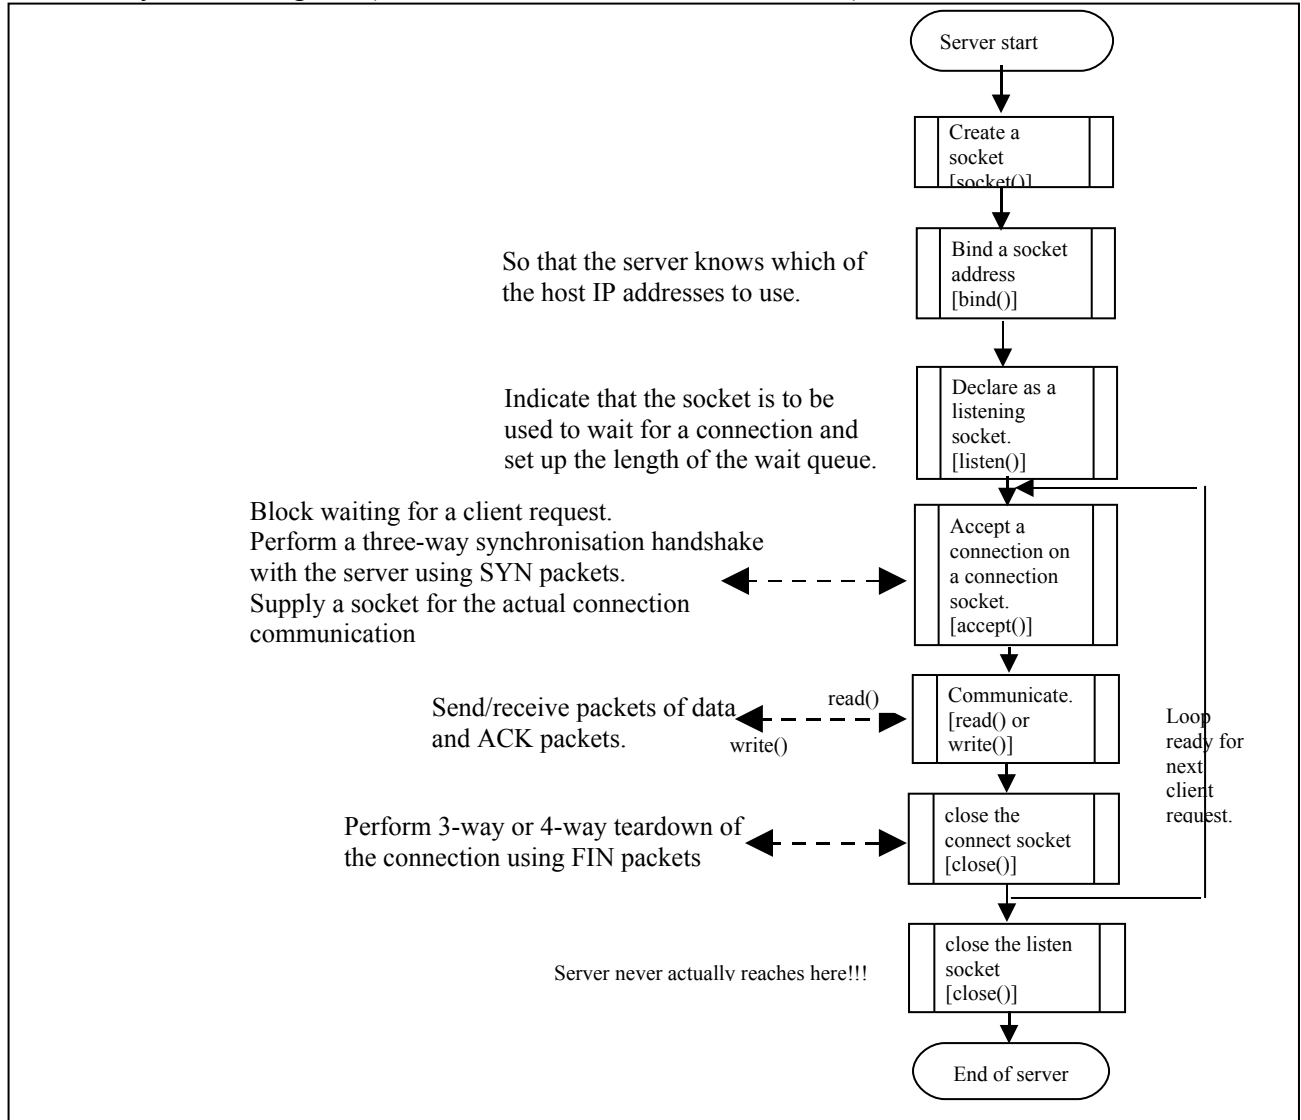 Server start
Create a
socket
[socket()]
So that the server knows which of
the host IP addresses to use.
Bind a socket
address
[bind()]
Indicate that the socket is to be
used to wait for a connection and
set up the length of the wait queue.
Declare as a
listening
socket.
[listen()]
Block waiting for a client request.
Perform a three-way synchronisation handshake
with the server using SYN packets.
Supply a socket for the actual connection
communication
Accept a
connection on
a connection
socket.
[accept()]
Send/receive packets of data
and ACK packets.
read()
write()
Communicate.
[read() or
write()]
Loop
ready for
next
client
request.
Perform 3-way or 4-way teardown of
the connection using FIN packets
close the
connect socket
[close()]
Server never actually reaches here!!!
close the listen
socket
[close()]
End of server